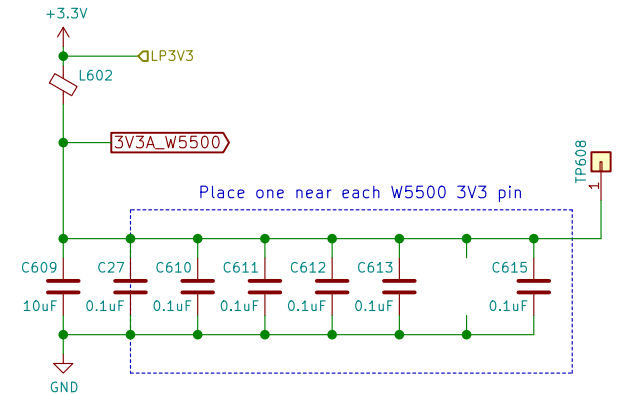 +3.3V
LP3V3
L602
3V3A_W5500
TP608
1
Place one near each W5500 3V3 pin
C609
C27
C610
C611
C612
C613
C615
10uF
0.1uF
0.1uF
0.1uF
0.1uF
0.1uF
0.1uF
GND